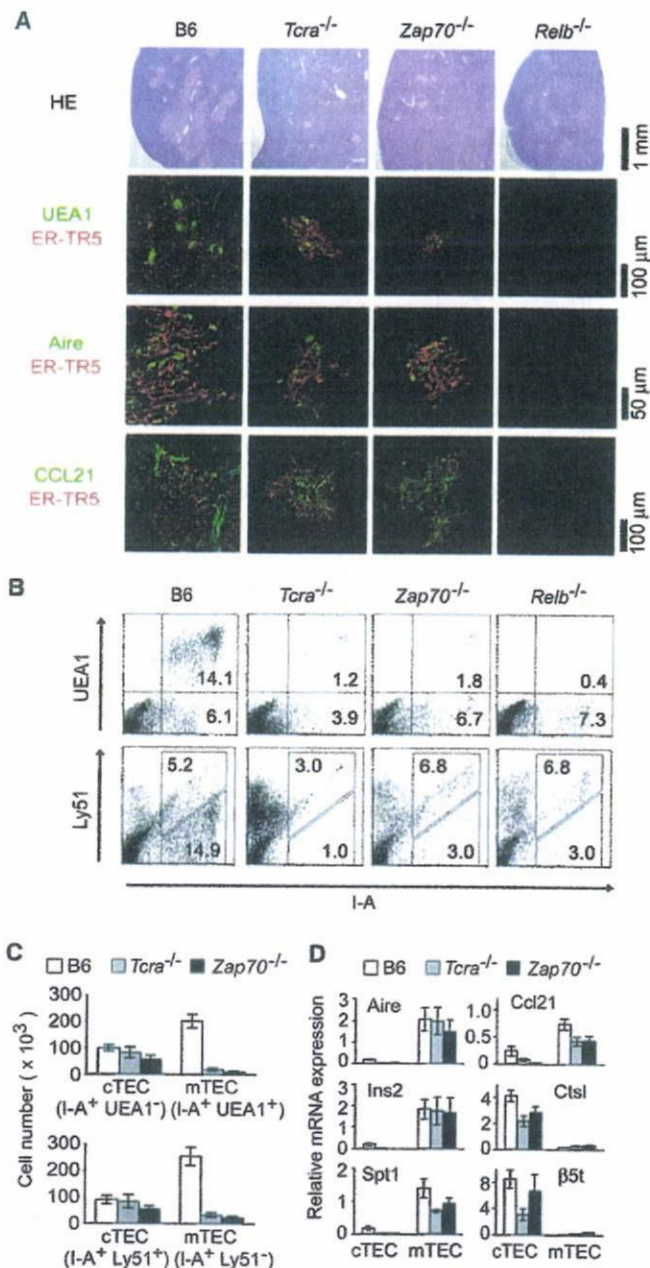 A
B6 Tcra-/- Zap70-/- Relb-/-
HE
1 mm
UEA1
ER-TR5
100 μm
Aire
ER-TR5
50 μm
CCL21
ER-TR5
100 μm
B
B6 Tcra-/- Zap70-/- Relb-/-
UEA1
14.1 1.2 1.8 0.4
6.1 3.9 6.7 7.3
Ly51
5.2 3.0 6.8 6.8
14.9 1.0 3.0 3.0
I-A
C
B6 Tcra-/- Zap70-/-
Cell number ( x 10³)
300
200
100
0
cTEC mTEC
(I-A+ UEA1-) (I-A+ UEA1+)
300
200
100
0
cTEC mTEC
(I-A+ Ly51+) (I-A+ Ly51-)
D
B6 Tcra-/- Zap70-/-
Relative mRNA expression
Aire
3
2
1
0
Ccl21
1.0
0.5
0
Ins2
3
2
1
0
Ctsl
4
2
0
Spt1
2
1
0
cTEC mTEC
β5t
8
4
0
cTEC mTEC